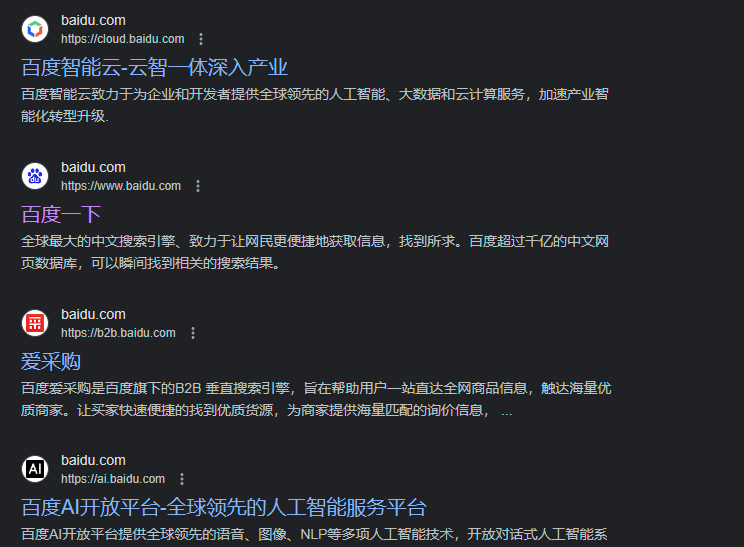 baidu.com
https://cloud.baidu.com
百度智能云-云智一体深入产业
百度智能云致力于为企业和开发者提供全球领先的人工智能、大数据和云计算服务，加速产业智
能化转型升级.
baidu.com
https://www.baidu.com
百度一下
全球最大的中文搜索引擎、致力于让网民更便捷地获取信息，找到所求。百度超过千亿的中文网
页数据库，可以瞬间找到相关的搜索结果。
baidu.com
https://b2b.baidu.com
爱采购
百度爱采购是百度旗下的B2B 垂直搜索引擎，旨在帮助用户一站直达全网商品信息，触达海量优
质商家。让买家快速便捷的找到优质货源，为商家提供海量匹配的询价信息， ...
AI
baidu.com
https://ai.baidu.com
百度AI开放平台-全球领先的人工智能服务平台
百度AI开放平台提供全球领先的语音、图像、NLP等多项人工智能技术，开放对话式人工智能系